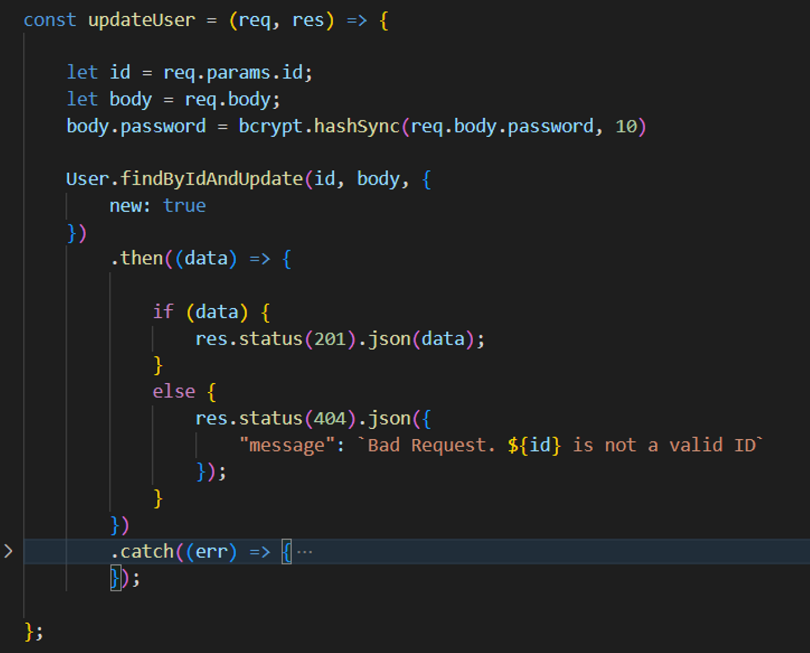 const updateUser = (req, res) => {
let id = req.params.id;
let body = req.body;
body.password = bcrypt.hashSync(req.body.password, 10)
User.findByIdAndUpdate(id, body, {
new: true
})
.then((data) => {
if (data) {
res.status(201).json(data);
}
else {
res.status(404).json({
"message": `Bad Request. ${id} is not a valid ID`
});
}
})
.catch((err) => {···
});
};